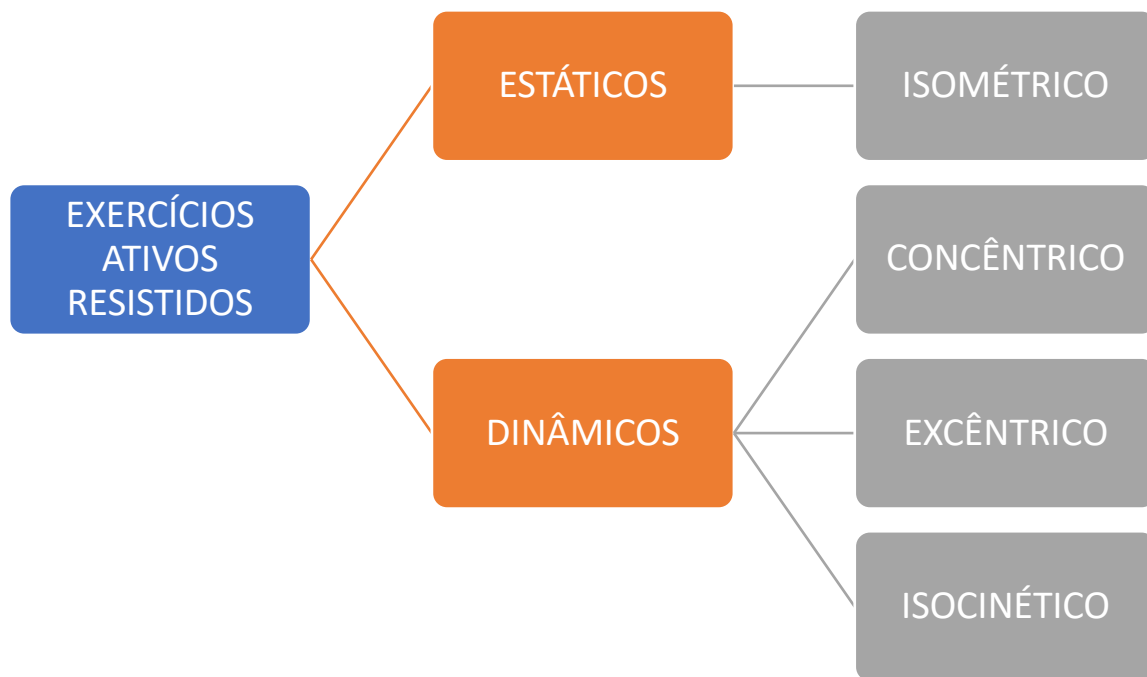 EXERCÍCIOS
ATIVOS
RESISTIDOS
ESTÁTICOS
ISOMÉTRICO
DINÂMICOS
CONCÊNTRICO
EXCÊNTRICO
ISOCINÉTICO